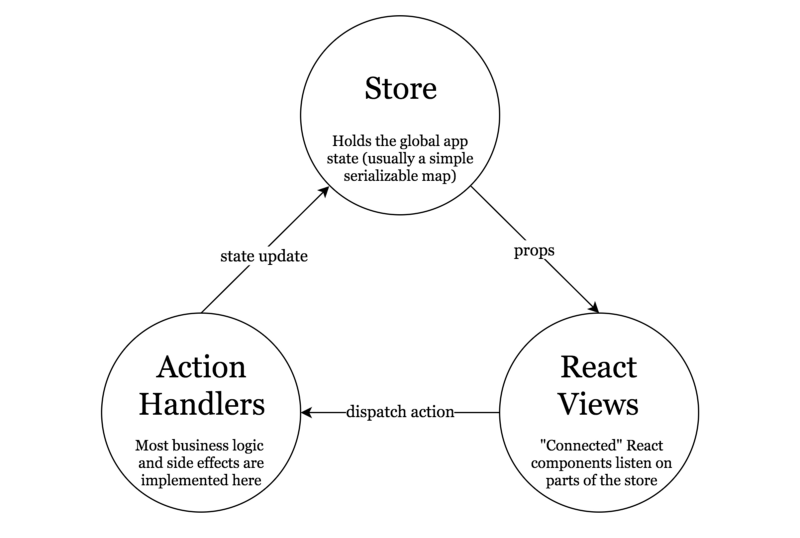 Store
Holds the global app
state (usually a simple
serializable map)
state update
props
Action
Handlers
Most business logic
and side effects are
implemented here
dispatch action
React
Views
"Connected" React
components listen on
parts of the store